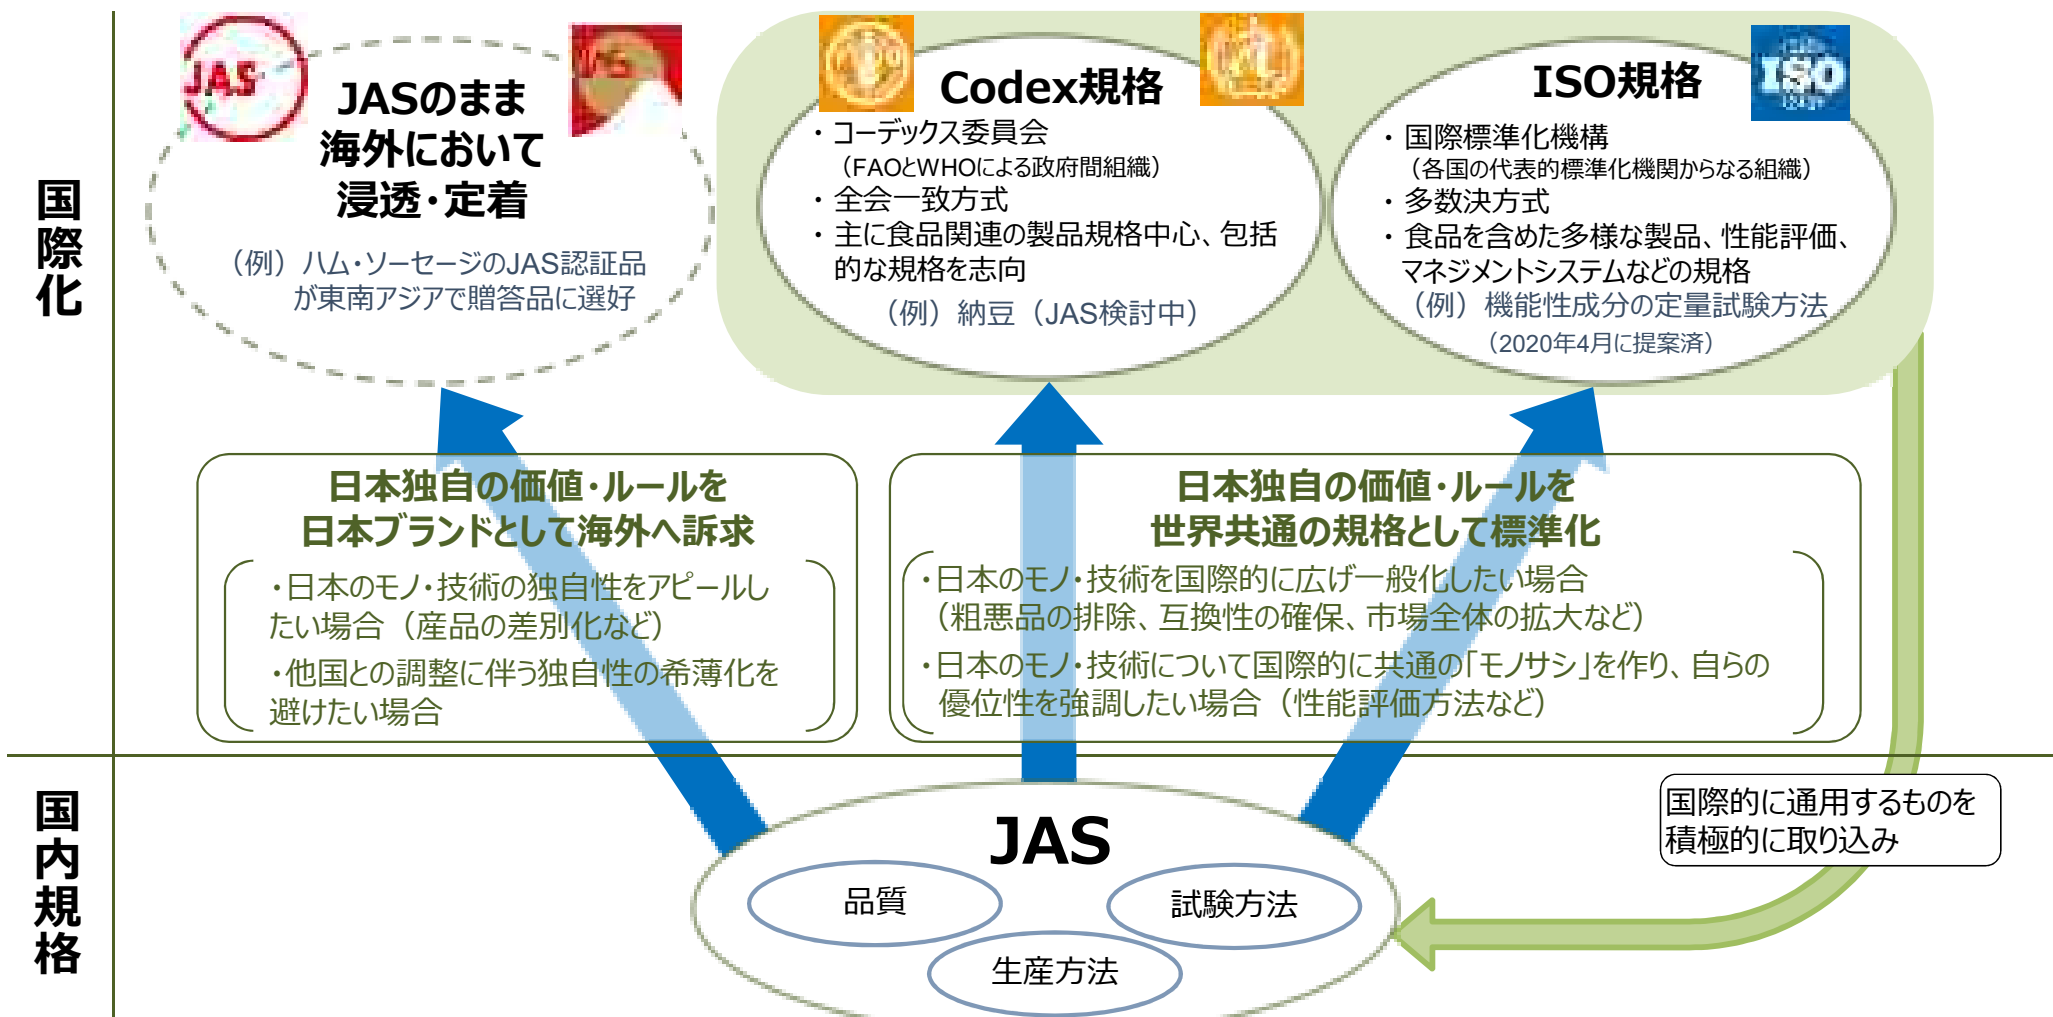 国際化
JAS
JASのまま
海外において
浸透・定着
（例）ハム・ソーセージのJAS認証品
が東南アジアで贈答品に選好
Codex規格
・コーデックス委員会
（FAOとWHOによる政府間組織）
・全会一致方式
・主に食品関連の製品規格中心、包括
的な規格を志向
（例）納豆（JAS検討中）
ISO規格
ISO
・国際標準化機構
（各国の代表的標準化機関からなる組織）
・多数決方式
・食品を含めた多様な製品、性能評価、
マネジメントシステムなどの規格
（例）機能性成分の定量試験方法
（2020年4月に提案済）
日本独自の価値・ルールを
日本ブランドとして海外へ訴求
・日本のモノ・技術の独自性をアピールし
たい場合（産品の差別化など）
・他国との調整に伴う独自性の希薄化を
避けたい場合
日本独自の価値・ルールを
世界共通の規格として標準化
・日本のモノ・技術を国際的に広げ一般化したい場合
（粗悪品の排除、互換性の確保、市場全体の拡大など）
・日本のモノ・技術について国際的に共通の「モノサシ」を作り、自らの
優位性を強調したい場合（性能評価方法など）
国内規格
JAS
品質
試験方法
生産方法
国際的に通用するものを
積極的に取り込み